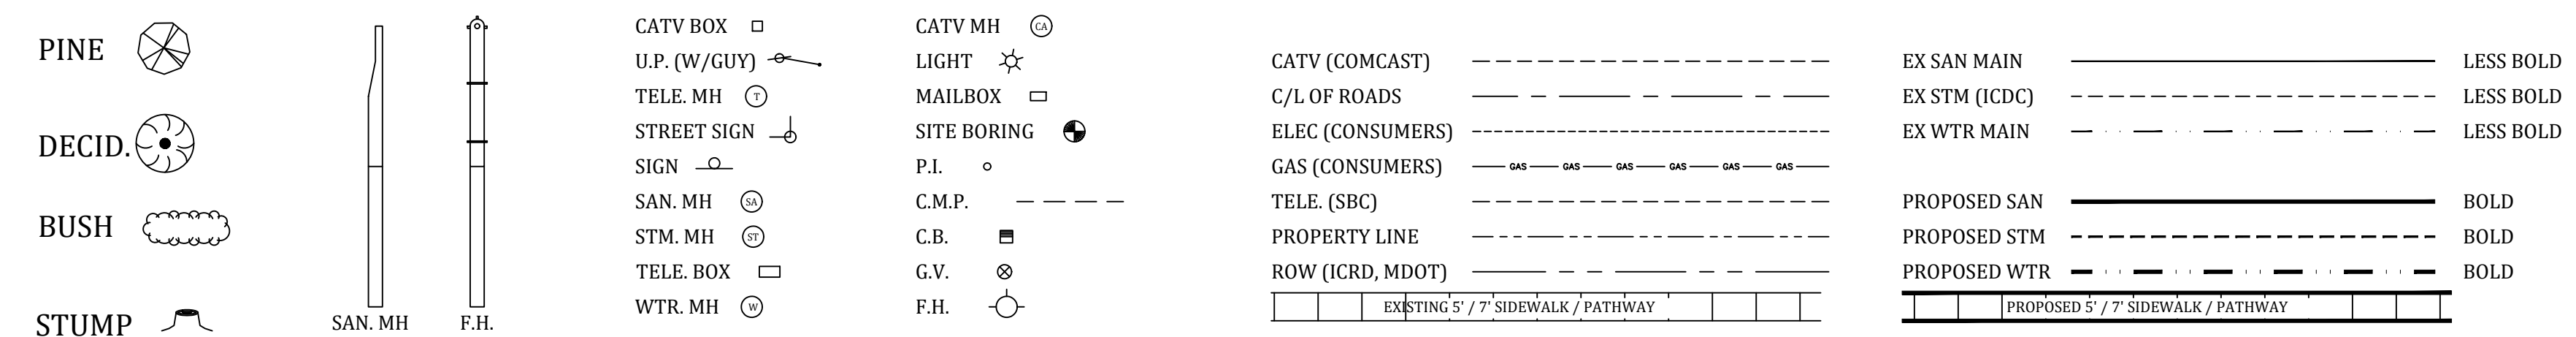 PINE
DECID.
BUSH
STUMP
SAN. MH
F.H.
CATV BOX
U.P. (W/GUY)
TELE. MH T
STREET SIGN
SIGN
SAN. MH SA
STM. MH ST
TELE. BOX
WTR. MH W
CATV MH CA
LIGHT
MAILBOX
SITE BORING
P.I.
C.M.P.
C.B.
G.V.
F.H.
CATV (COMCAST)
C/L OF ROADS
ELEC (CONSUMERS)
GAS (CONSUMERS) GAS GAS GAS GAS GAS GAS
TELE. (SBC)
PROPERTY LINE
ROW (ICRD, MDOT)
EXISTING 5' / 7' SIDEWALK / PATHWAY
EX SAN MAIN LESS BOLD
EX STM (ICDC) LESS BOLD
EX WTR MAIN LESS BOLD
PROPOSED SAN BOLD
PROPOSED STM BOLD
PROPOSED WTR BOLD
PROPOSED 5' / 7' SIDEWALK / PATHWAY